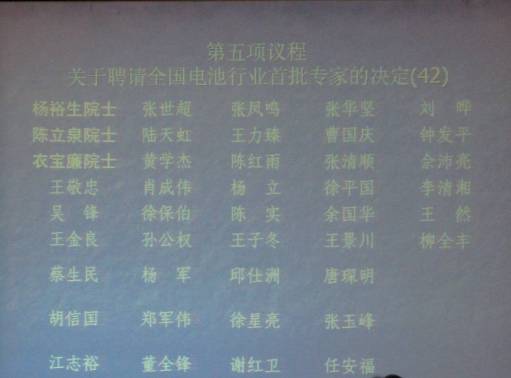 第五项议程
关于聘请全国电池行业首批专家的决定(42)
杨裕生院士 张世超 张凤鸣 张华坚 刘 晔
陈立泉院士 陆天虹 王力臻 曹国庆 钟发平
衣宝廉院士 黄学杰 陈红雨 张清顺 余沛亮
王敬忠 肖成伟 杨 立 徐平国 李清湘
吴 锋 徐保伯 陈 实 余国华 王 然
王金良 孙公权 王子冬 王景川 柳全丰
蔡生民 杨 军 邱仕洲 唐琛明
胡信国 郑军伟 徐星亮 张玉峰
江志裕 董全锋 谢红卫 任安福